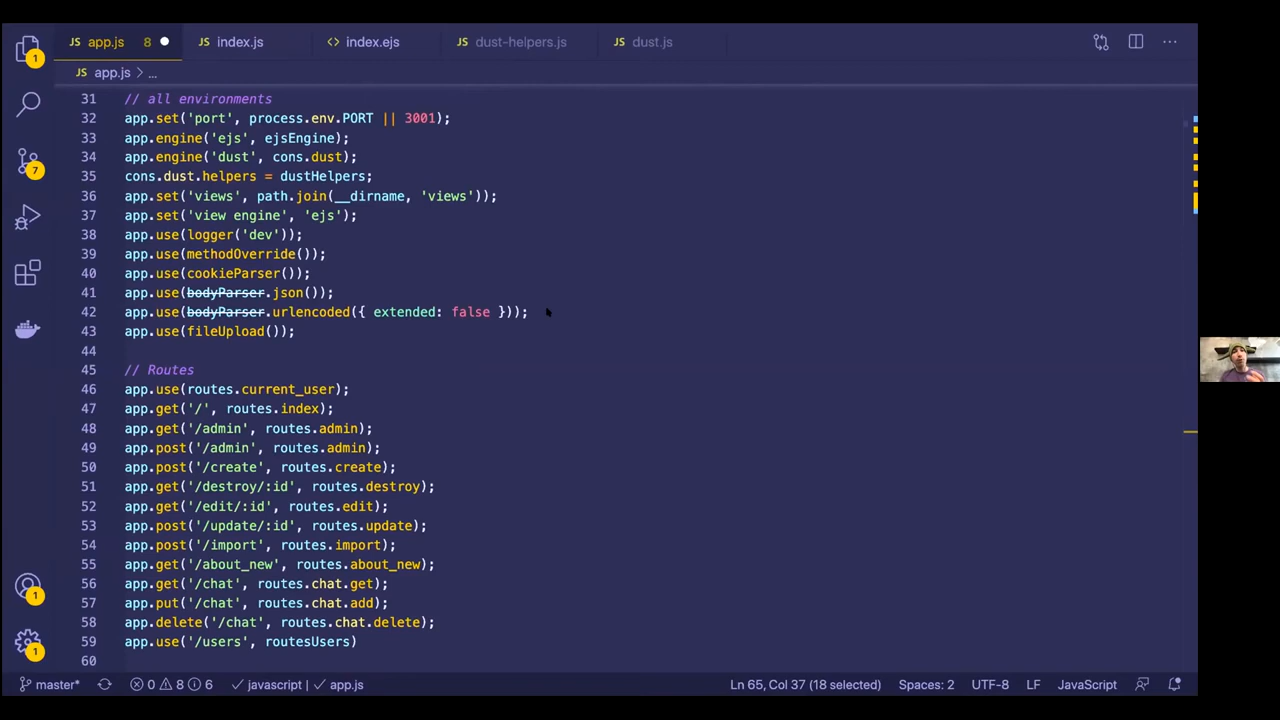 app.js 8
index.js
index.ejs
dust-helpers.js
dust.js
app.js > ...
31 // all environments
32 app.set('port', process.env.PORT || 3001);
33 app.engine('ejs', ejsEngine);
34 app.engine('dust', cons.dust);
35 cons.dust.helpers = dustHelpers;
36 app.set('views', path.join(__dirname, 'views'));
37 app.set('view engine', 'ejs');
38 app.use(logger('dev'));
39 app.use(methodOverride());
40 app.use(cookieParser());
41 app.use(bodyParser.json());
42 app.use(bodyParser.urlencoded({ extended: false }));
43 app.use(fileUpload());
44
45 // Routes
46 app.use(routes.current_user);
47 app.get('/', routes.index);
48 app.get('/admin', routes.admin);
49 app.post('/admin', routes.admin);
50 app.post('/create', routes.create);
51 app.get('/destroy/:id', routes.destroy);
52 app.get('/edit/:id', routes.edit);
53 app.post('/update/:id', routes.update);
54 app.post('/import', routes.import);
55 app.get('/about_new', routes.about_new);
56 app.get('/chat', routes.chat.get);
57 app.put('/chat', routes.chat.add);
58 app.delete('/chat', routes.chat.delete);
59 app.use('/users', routesUsers)
60
1
7
1
1
master* 0 8 6 javascript | app.js Ln 65, Col 37 (18 selected) Spaces: 2 UTF-8 LF JavaScript